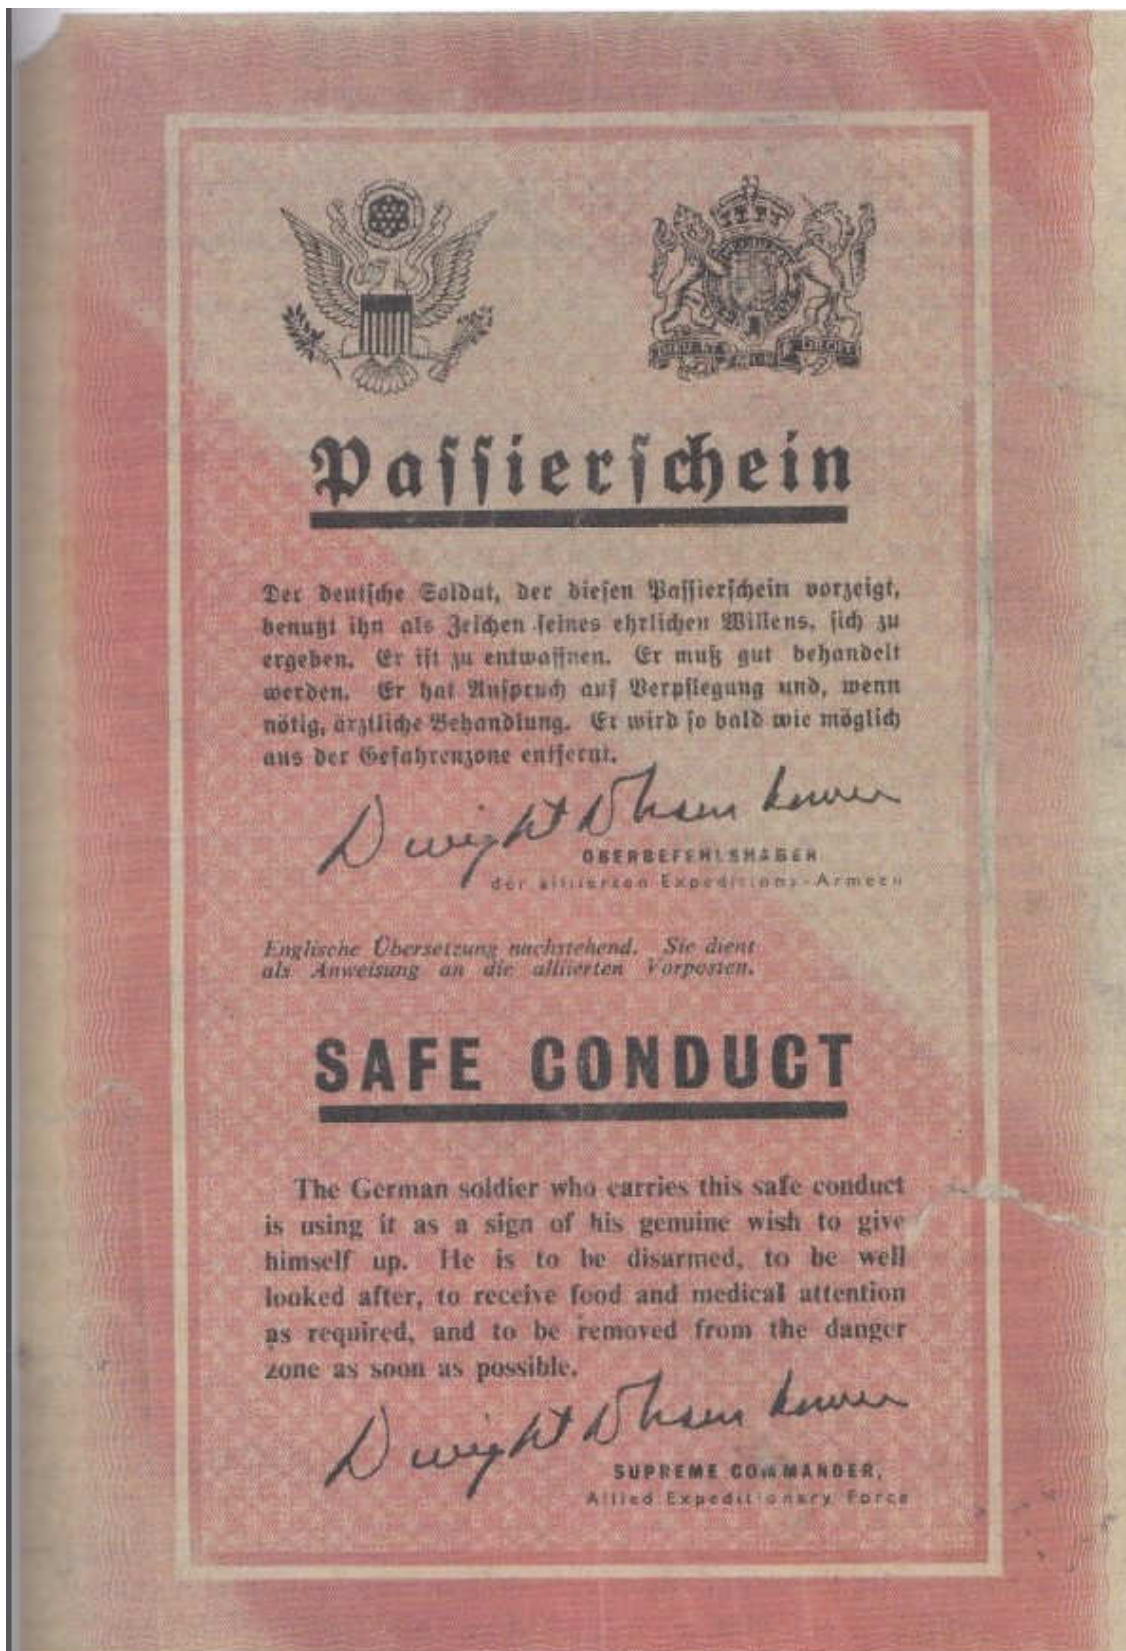 Passierschein
Der deutsche Soldat, der diesen Passierschein vorzeigt,
benutzt ihn als Zeichen seines ehrlichen Willens, sich zu
ergeben. Er ist zu entwaffnen. Er muß gut behandelt
werden. Er hat Anspruch auf Verpflegung und, wenn
nötig, ärztliche Behandlung. Er wird so bald wie möglich
aus der Gefahrenzone entfernt.
Dwight D Eisenhower
OBERBEFEHLSHABER
der alliierten Expeditions-Armeen
Englische Übersetzung nachstehend. Sie dient
als Anweisung an die alliierten Vorposten.
SAFE CONDUCT
The German soldier who carries this safe conduct
is using it as a sign of his genuine wish to give
himself up. He is to be disarmed, to be well
looked after, to receive food and medical attention
as required, and to be removed from the danger
zone as soon as possible.
Dwight D Eisenhower
SUPREME COMMANDER,
Allied Expeditionary Force